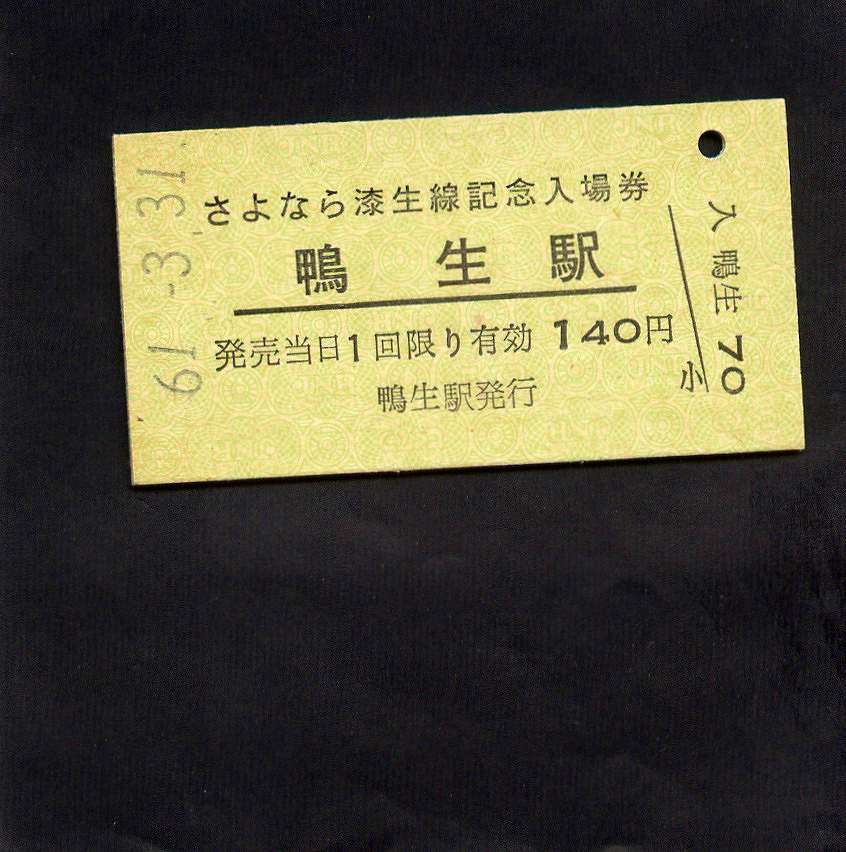 61.-3.31
さよなら漆生線記念入場券
鴨生駅
発売当日1回限り有効 140円
鴨生駅発行
小
入 鴨生 70